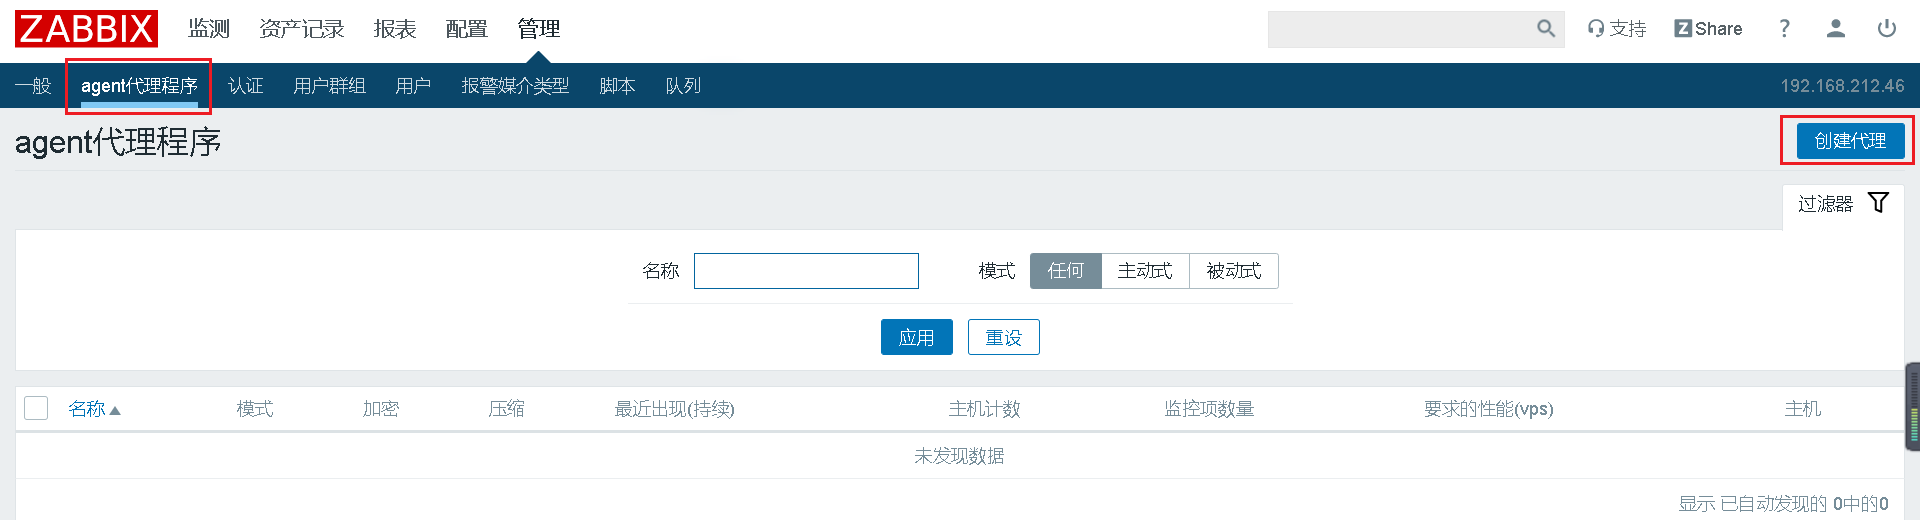 ZABBIX 监测 资产记录 报表 配置 管理 支持 Z Share ?
一般 agent代理程序 认证 用户群组 用户 报警媒介类型 脚本 队列 192.168.212.46
agent代理程序 创建代理
过滤器
名称 模式 任何 主动式 被动式
应用 重设
名称 模式 加密 压缩 最近出现(持续) 主机计数 监控项数量 要求的性能(vps) 主机
未发现数据
显示 已自动发现的 0中的0